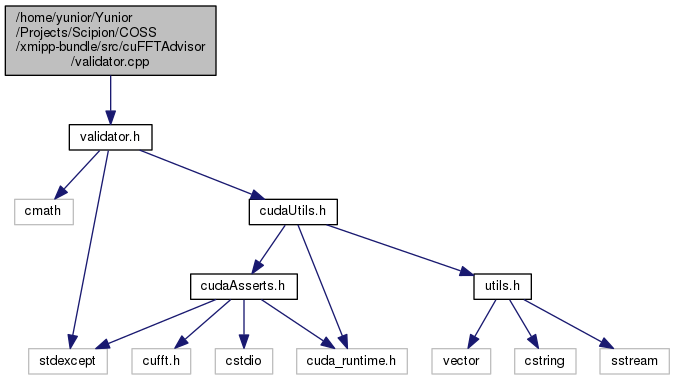 /home/yunior/Yunior
/Projects/Scipion/COSS
/xmipp-bundle/src/cuFFTAdvisor
/validator.cpp
validator.h
cmath
cudaUtils.h
cudaAsserts.h
utils.h
stdexcept
cufft.h
cstdio
cuda_runtime.h
vector
cstring
sstream